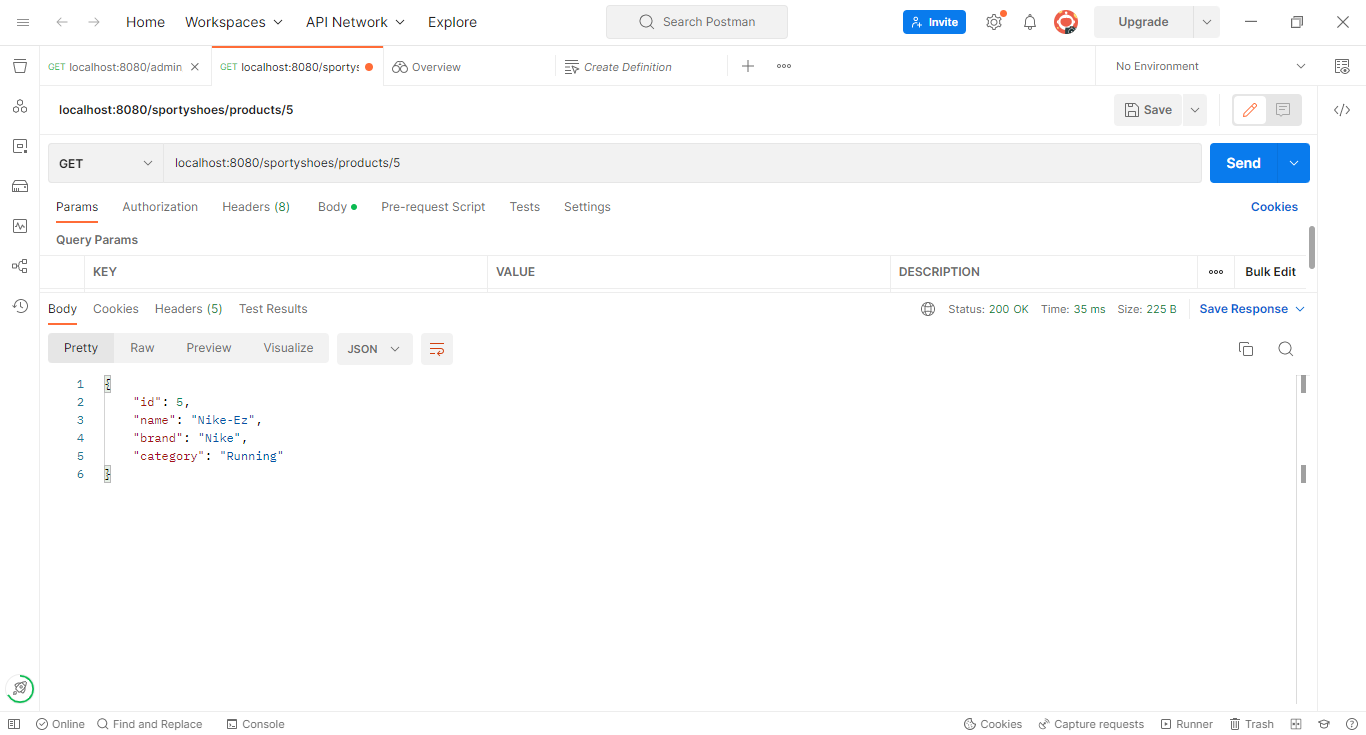 Home Workspaces API Network Explore Search Postman Invite Upgrade
GET localhost:8080/admin GET localhost:8080/sportys Overview Create Definition No Environment
localhost:8080/sportyshoes/products/5 Save
GET localhost:8080/sportyshoes/products/5 Send
Params Authorization Headers (8) Body Pre-request Script Tests Settings Cookies
Query Params
KEY VALUE DESCRIPTION Bulk Edit
Body Cookies Headers (5) Test Results Status: 200 OK Time: 35 ms Size: 225 B Save Response
Pretty Raw Preview Visualize JSON
1 {
2 "id": 5,
3 "name": "Nike-Ez",
4 "brand": "Nike",
5 "category": "Running"
6 }
Online Find and Replace Console Cookies Capture requests Runner Trash